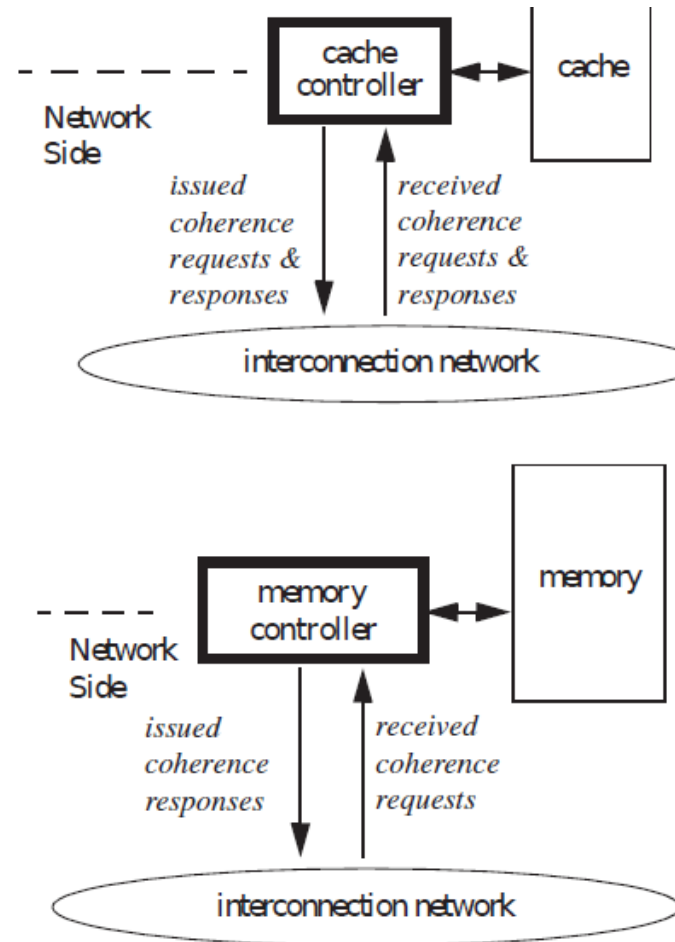 cache
controller
cache
Network
Side
issued
coherence
requests &
responses
received
coherence
requests &
responses
interconnection network
memory
controller
memory
Network
Side
issued
coherence
responses
received
coherence
requests
interconnection network